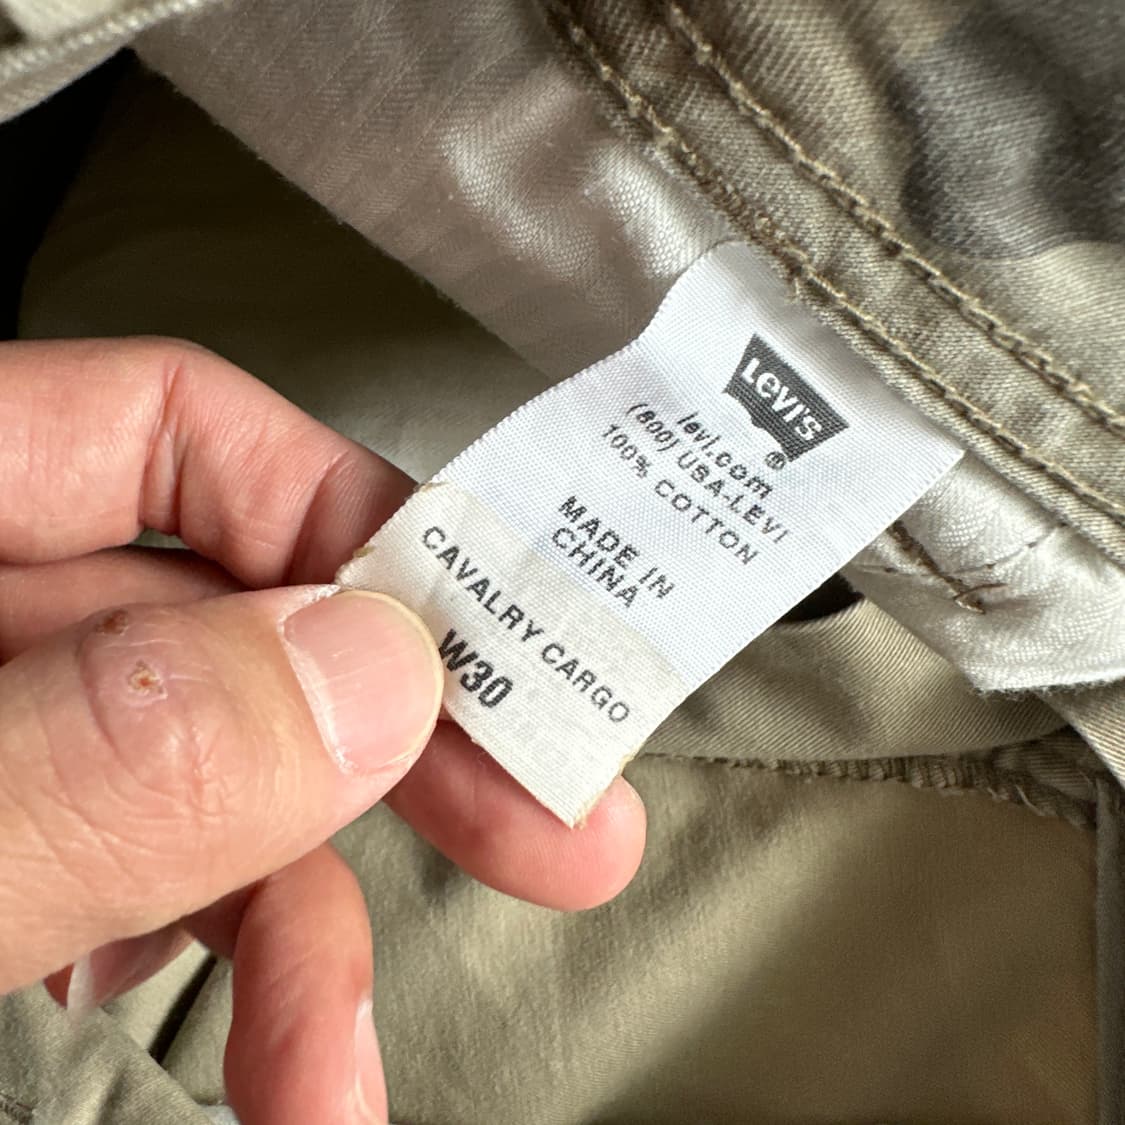 LEVI'S
®
levi.com
(800) USA-LEVI
100% COTTON
MADE IN
CHINA
CAVALRY CARGO
W30